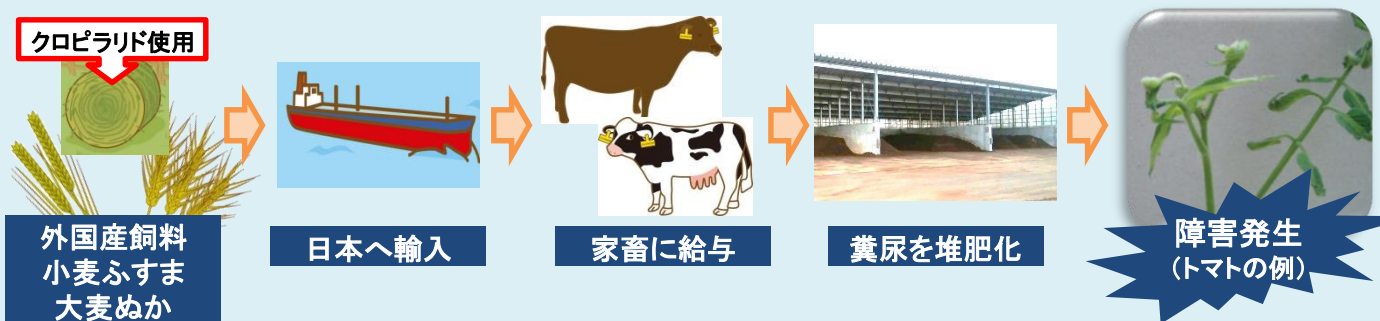 クロピラリド使用
外国産飼料
小麦ふすま
大麦ぬか
日本へ輸入
家畜に給与
糞尿を堆肥化
障害発生
（トマトの例）